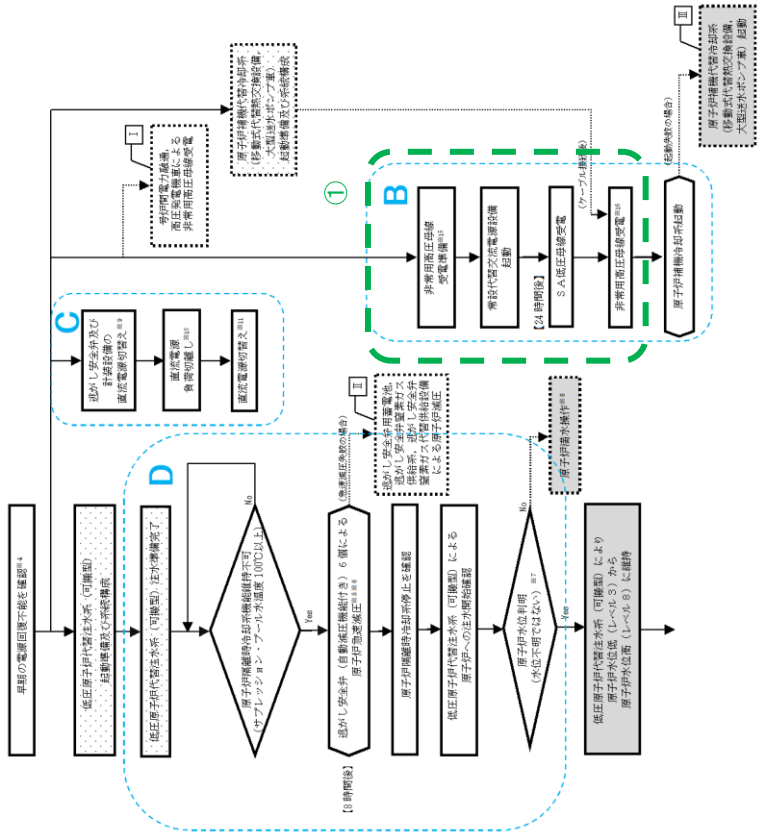 早期の電源回復不能を確認※4
低圧原子炉代替注水系（可搬型）
起動準備及び系統構成
D
低圧原子炉代替注水系（可搬型）注水準備完了
原子炉隔離時冷却系機能維持不可
（サプレッション・プール水温度100℃以上）
No
Yes
【8時間後】
逃がし安全弁（自動減圧機能付き）6個による
原子炉急速減圧※5※6
（急速減圧失敗の場合）
II
逃がし安全弁用蓄電池，
逃がし安全弁窒素ガス
供給系，逃がし安全弁
窒素ガス代替供給設備
による原子炉減圧
原子炉隔離時冷却系停止を確認
低圧原子炉代替注水系（可搬型）による
原子炉への注水開始確認
原子炉水位判明
（水位不明ではない）※7
No
原子炉満水操作※8
Yes
低圧原子炉代替注水系（可搬型）により
原子炉水位低（レベル3）から
原子炉水位高（レベル8）に維持
C
逃がし安全弁及び
計装設備の
直流電源切替え※9
直流電源
負荷切離し※10
直流電源切替え※11
I
号炉間電力融通，
高圧発電機車による
非常用高圧母線受電
原子炉補機代替冷却系
（移動式代替熱交換設備，
大型送水ポンプ車）
起動準備及び系統構成
①
B
非常用高圧母線
受電準備※15
常設代替交流電源設備
起動
【24時間後】
SA低圧母線受電
（ケーブル接続後）
非常用高圧母線受電※16
原子炉補機冷却系起動
（起動失敗の場合）
III
原子炉補機代替冷却系
（移動式代替熱交換設備，
大型送水ポンプ車）起動